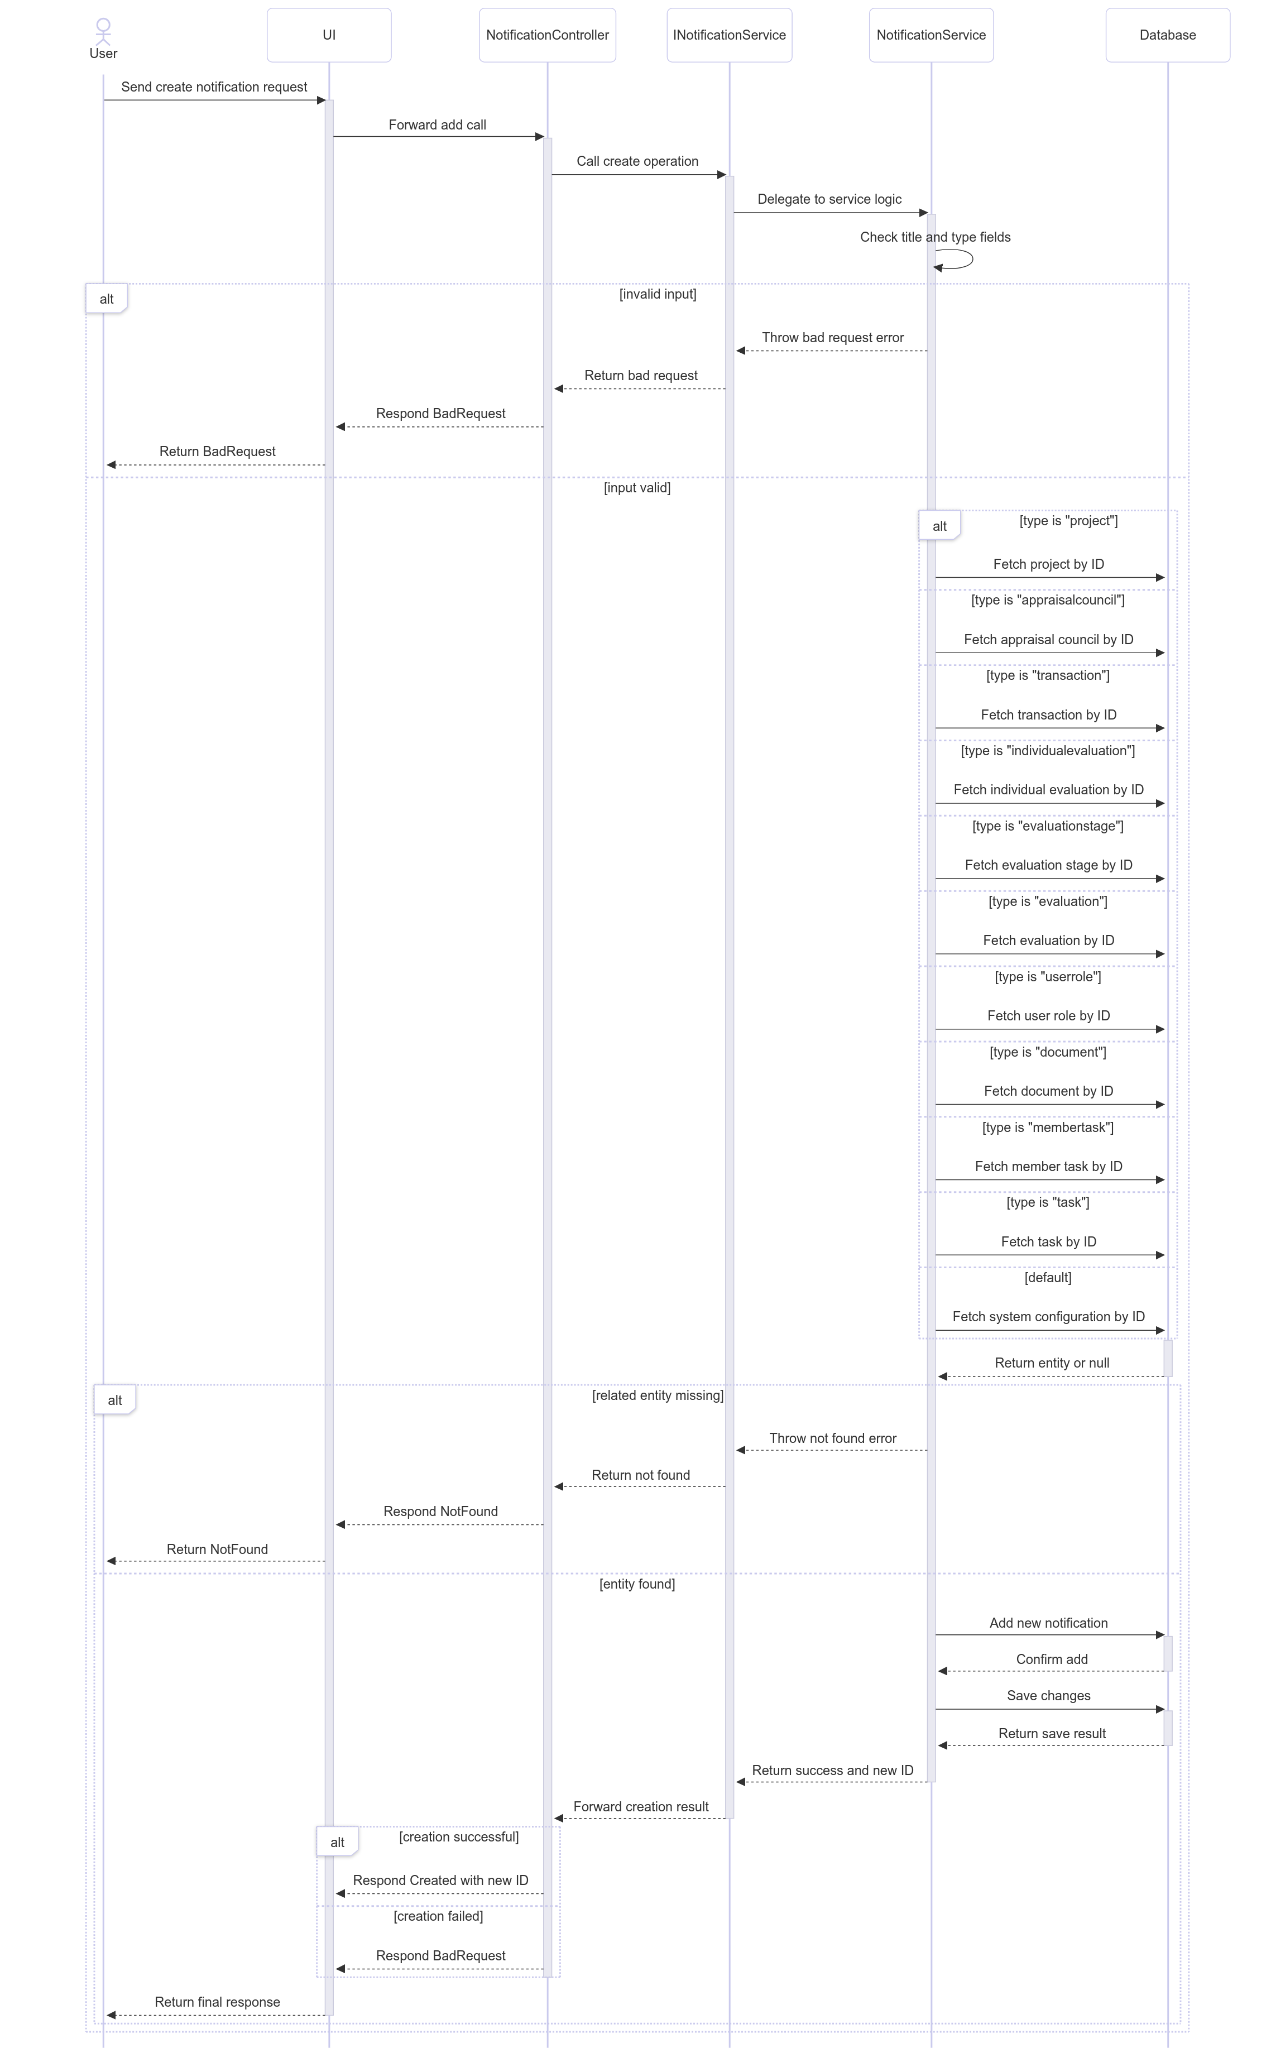 User
UI
NotificationController
INotificationService
NotificationService
Database
Send create notification request
Forward add call
Call create operation
Delegate to service logic
Check title and type fields
alt
[invalid input]
Throw bad request error
Return bad request
Respond BadRequest
Return BadRequest
[input valid]
alt
[type is "project"]
Fetch project by ID
[type is "appraisalcouncil"]
Fetch appraisal council by ID
[type is "transaction"]
Fetch transaction by ID
[type is "individualevaluation"]
Fetch individual evaluation by ID
[type is "evaluationstage"]
Fetch evaluation stage by ID
[type is "evaluation"]
Fetch evaluation by ID
[type is "userrole"]
Fetch user role by ID
[type is "document"]
Fetch document by ID
[type is "membertask"]
Fetch member task by ID
[type is "task"]
Fetch task by ID
[default]
Fetch system configuration by ID
Return entity or null
alt
[related entity missing]
Throw not found error
Return not found
Respond NotFound
Return NotFound
[entity found]
Add new notification
Confirm add
Save changes
Return save result
Return success and new ID
Forward creation result
alt
[creation successful]
Respond Created with new ID
[creation failed]
Respond BadRequest
Return final response